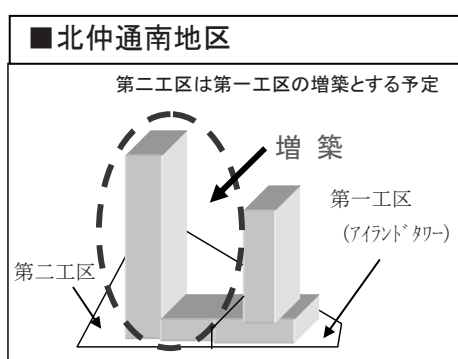 ■北仲通南地区
第二工区は第一工区の増築とする予定
増 築
第一工区
(ｱｲﾗﾝﾄﾞﾀﾜｰ)
第二工区